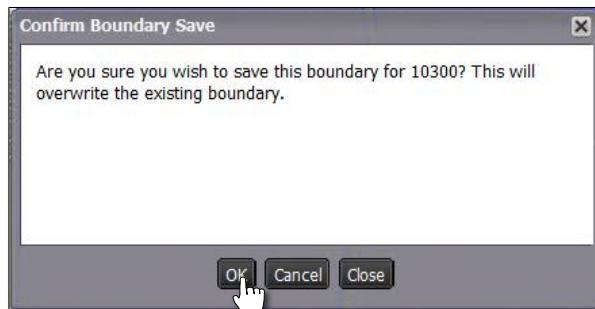 Confirm Boundary Save
Are you sure you wish to save this boundary for 10300? This will
overwrite the existing boundary.
OK Cancel Close